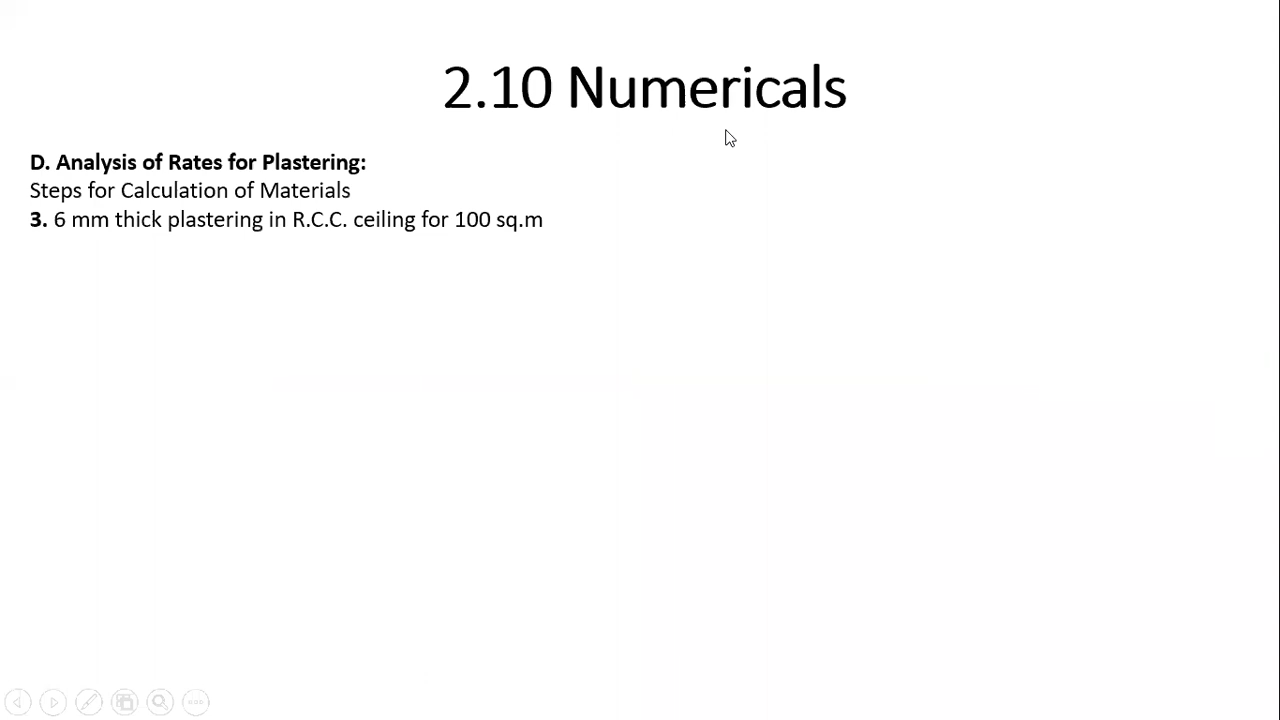 2.10 Numericals
D. Analysis of Rates for Plastering:
Steps for Calculation of Materials
3. 6 mm thick plastering in R.C.C. ceiling for 100 sq.m